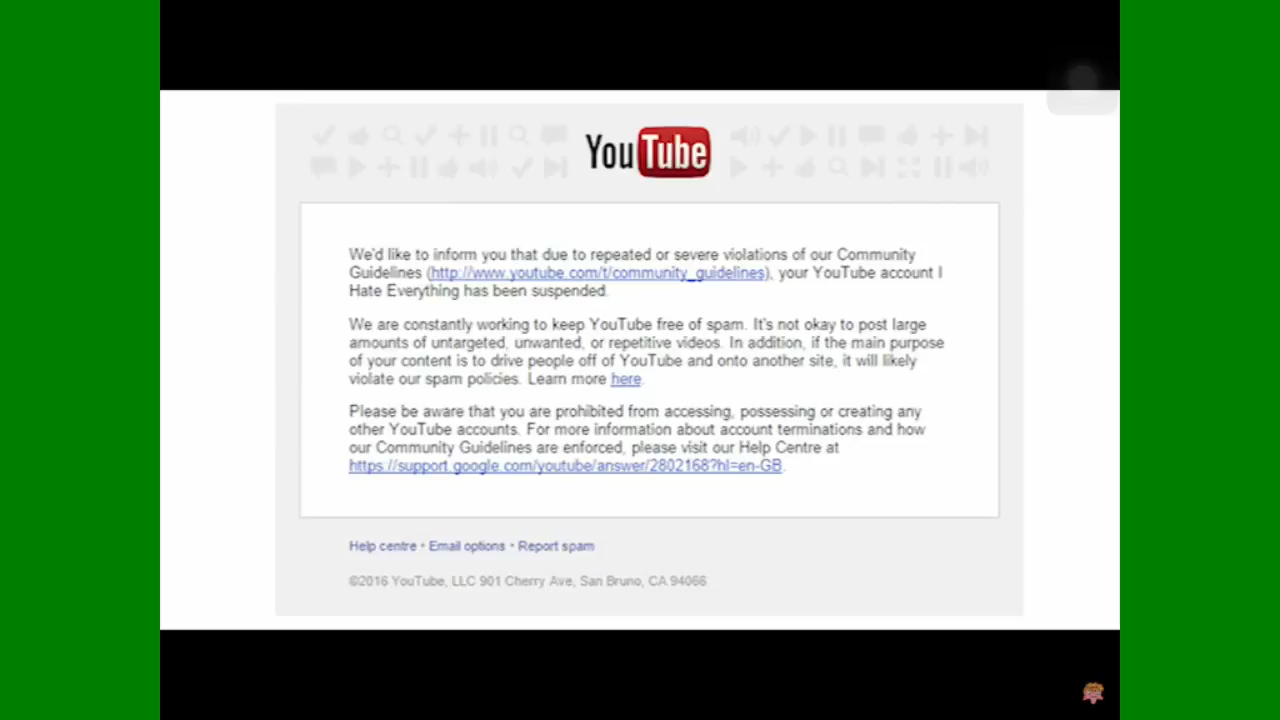 YouTube
We'd like to inform you that due to repeated or severe violations of our Community
Guidelines (http://www.youtube.com/t/community_guidelines), your YouTube account I
Hate Everything has been suspended.
We are constantly working to keep YouTube free of spam. It's not okay to post large
amounts of untargeted, unwanted, or repetitive videos. In addition, if the main purpose
of your content is to drive people off of YouTube and onto another site, it will likely
violate our spam policies. Learn more here.
Please be aware that you are prohibited from accessing, possessing or creating any
other YouTube accounts. For more information about account terminations and how
our Community Guidelines are enforced, please visit our Help Centre at
https://support.google.com/youtube/answer/2802168?hl=en-GB.
Help centre • Email options • Report spam
©2016 YouTube, LLC 901 Cherry Ave, San Bruno, CA 94066